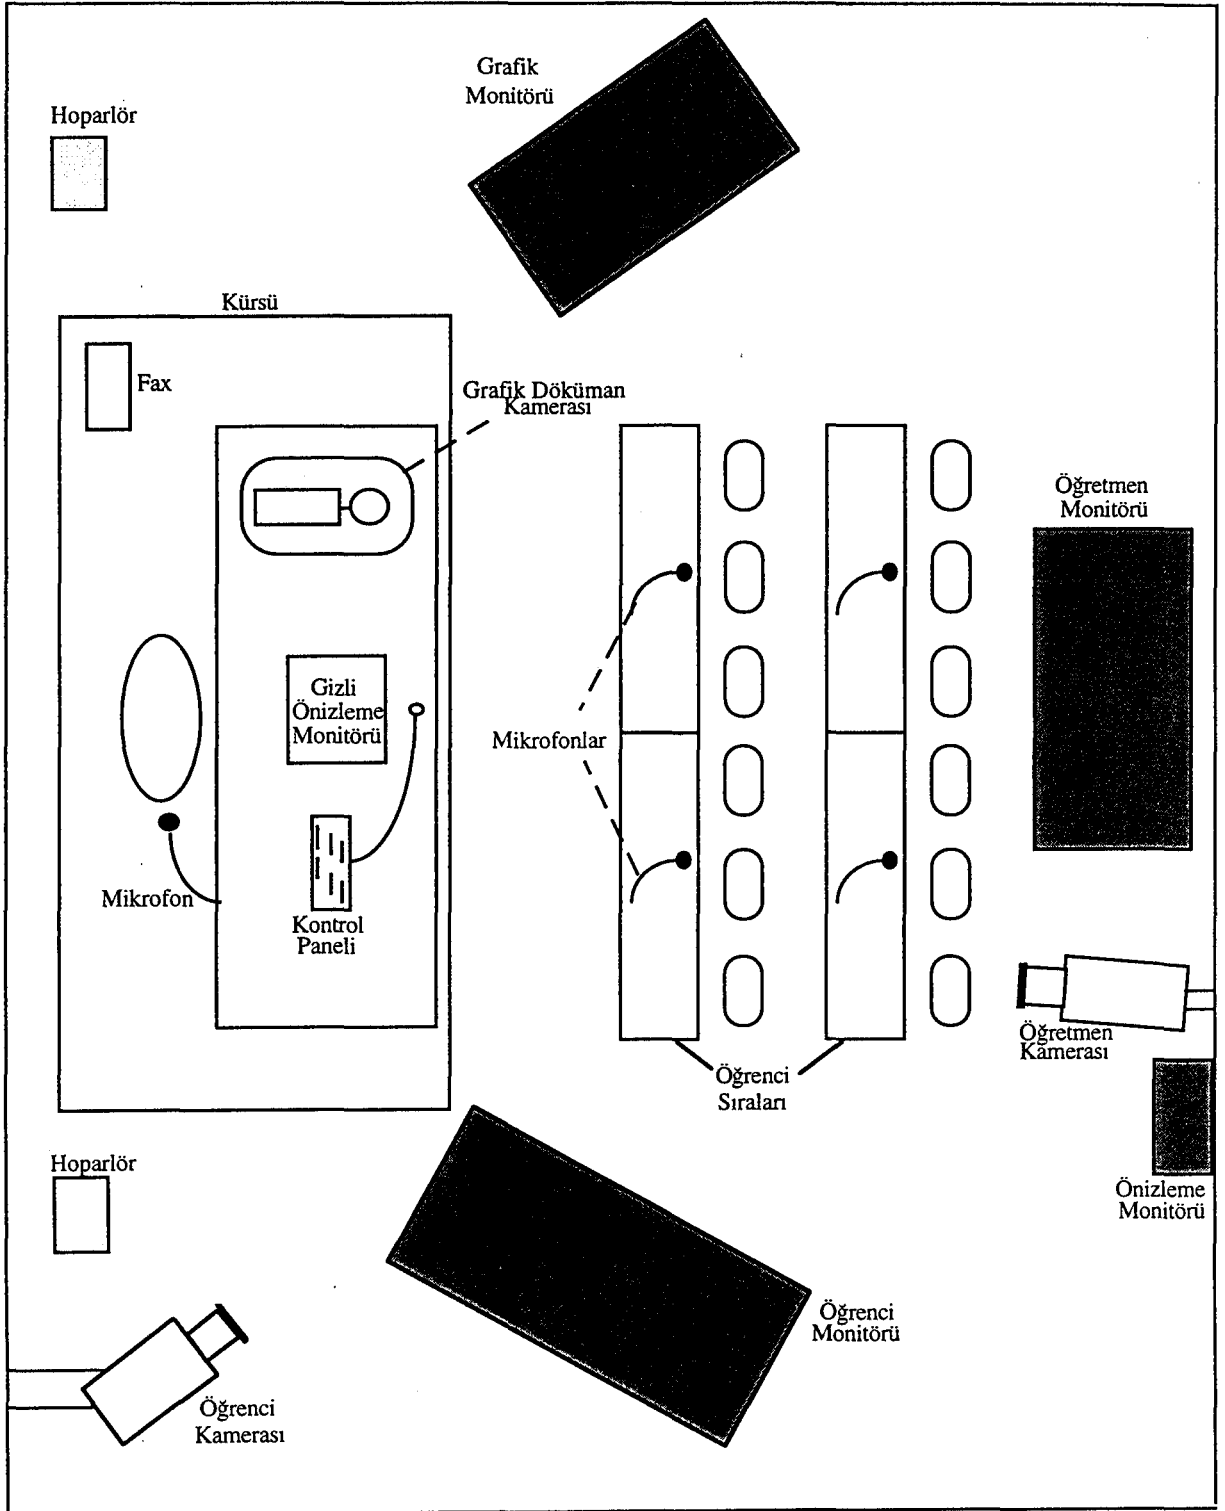 Grafik
Monitörü
Hoparlör
Kürsü
Fax
Grafik Döküman
Kamerası
Öğretmen
Monitörü
Gizli
Önizleme
Monitörü
Mikrofonlar
Mikrofon
Kontrol
Paneli
Öğretmen
Kamerası
Öğrenci
Sıraları
Hoparlör
Önizleme
Monitörü
Öğrenci
Monitörü
Öğrenci
Kamerası